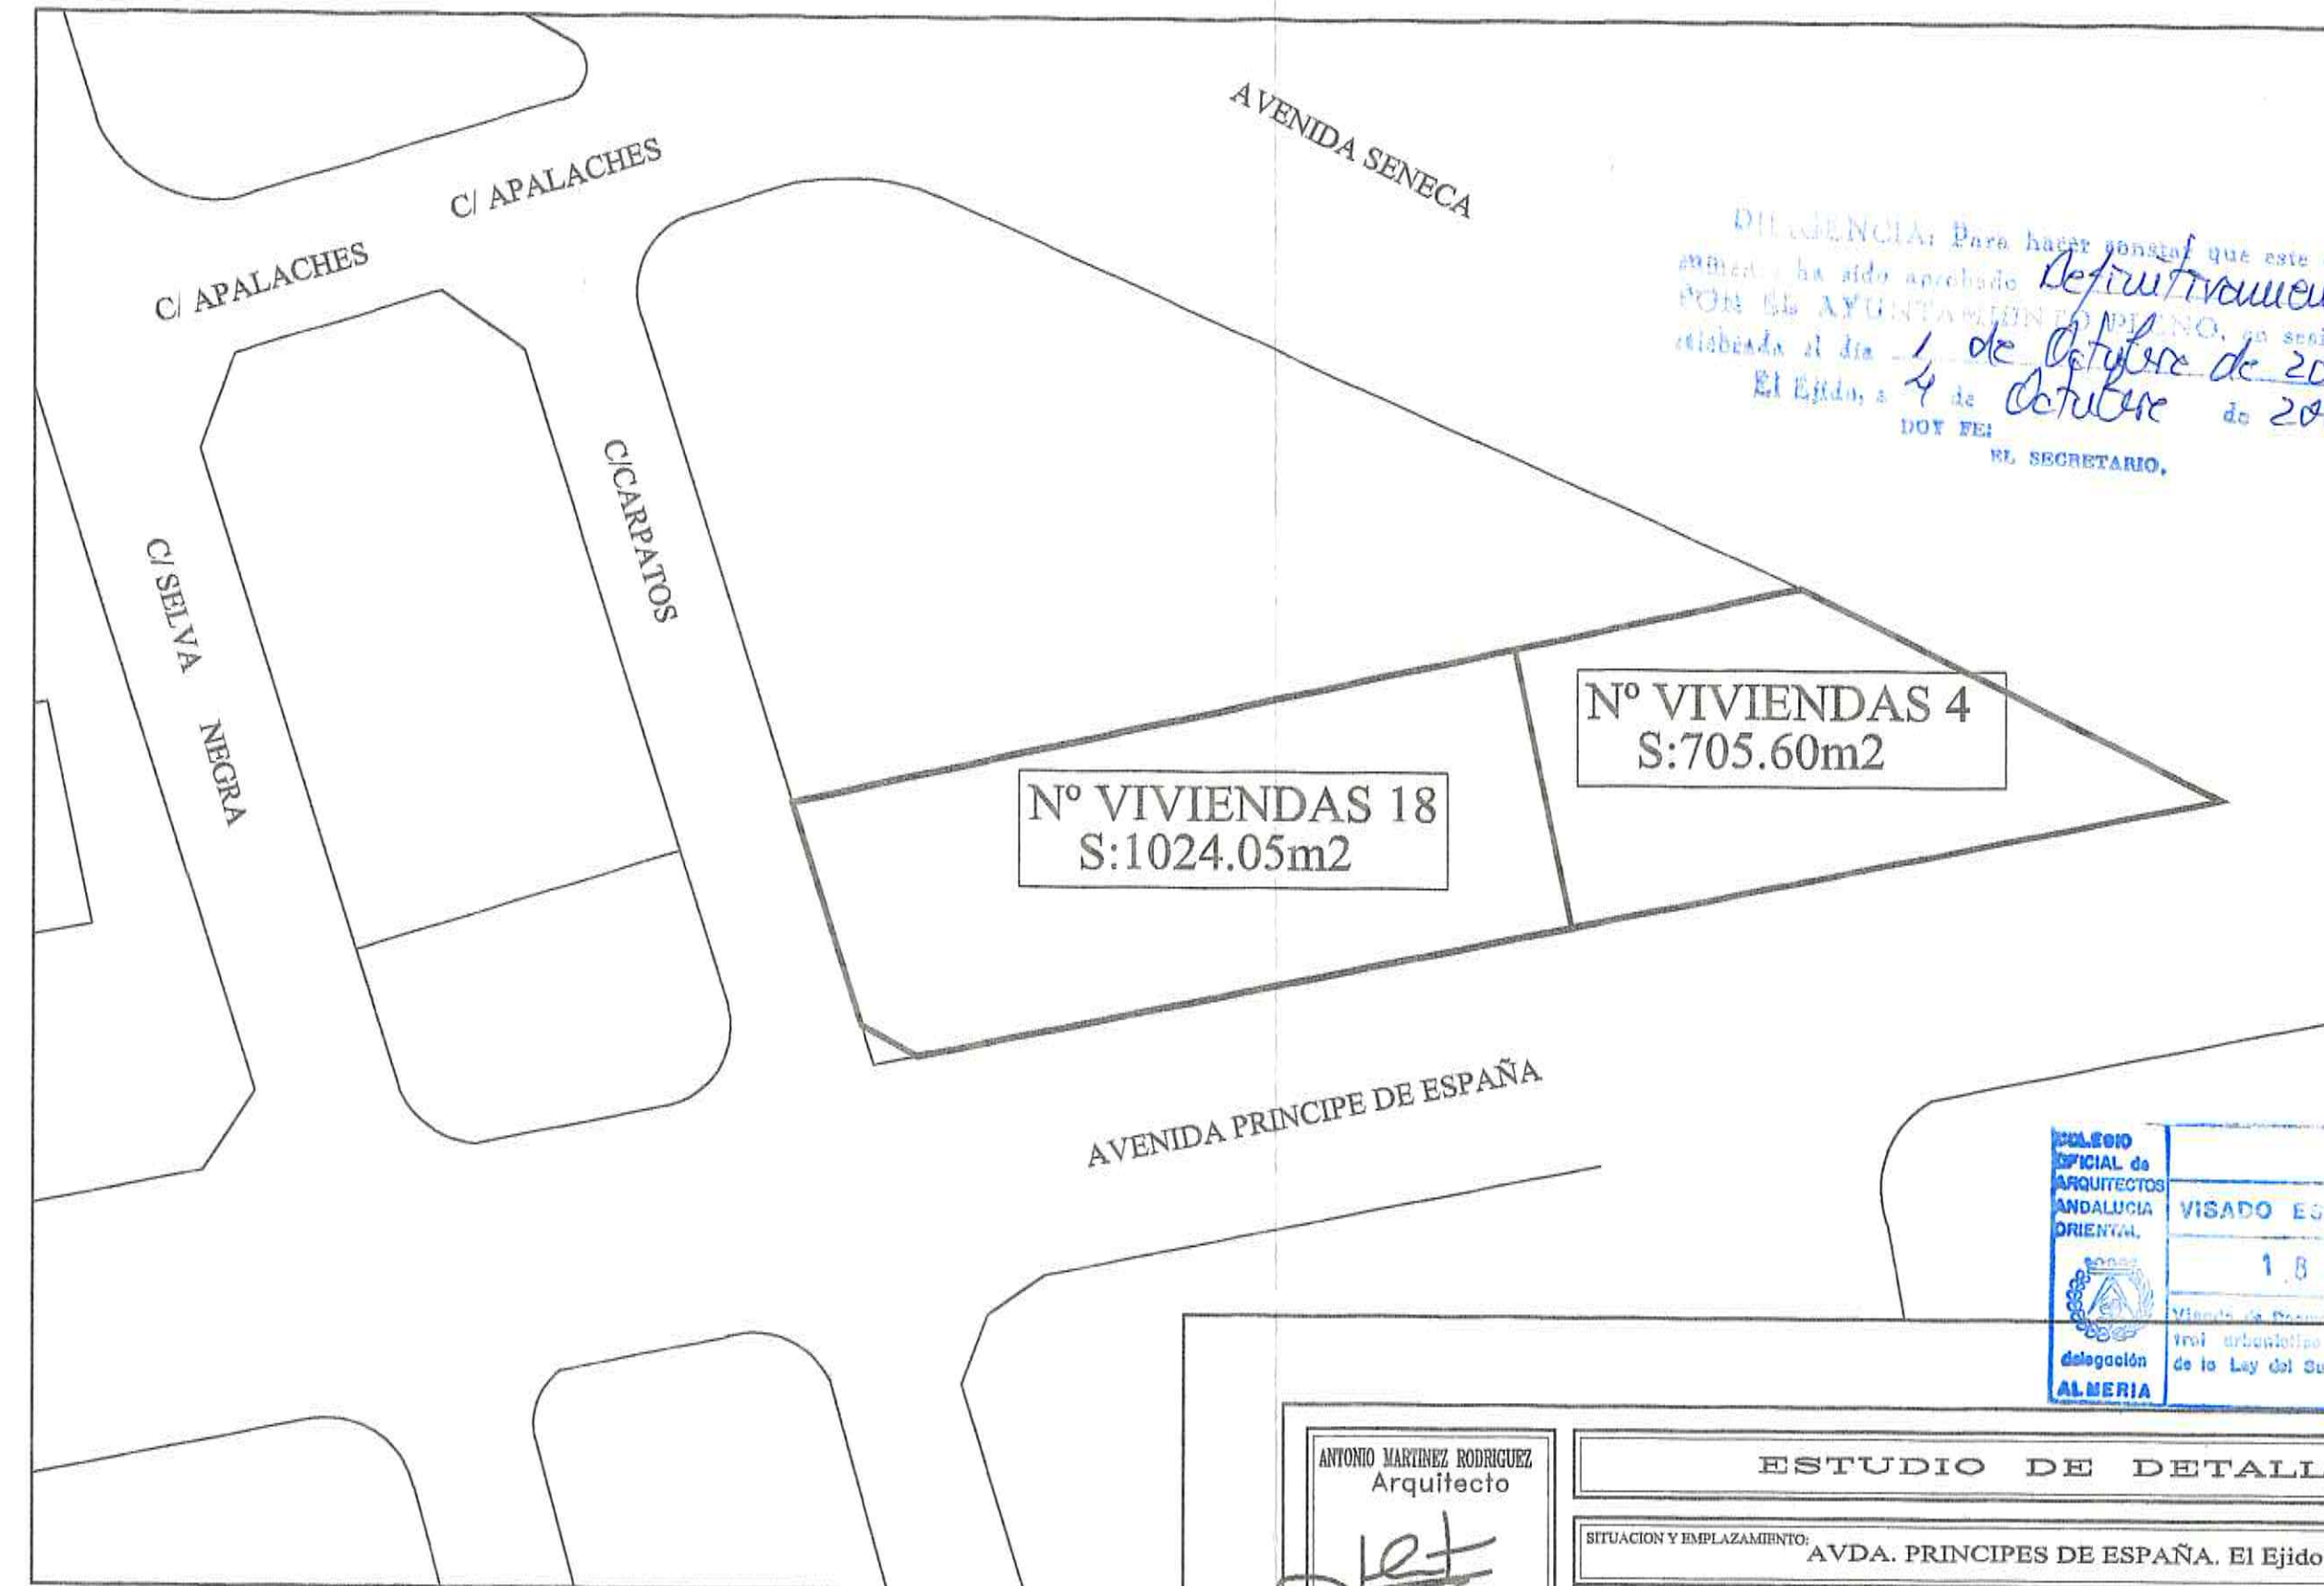 AVENIDA SENECA
C/ APALACHES
C/ APALACHES
DILIGENCIA: Para hacer constar que este
ha sido aprobado Definitivamen
POR EL AYUNTAMIENTO PLENO, en sesi
celebrada el día 1 de Octubre de 20
El Ejido, a 4 de Octubre de 20
DOY FE:
EL SECRETARIO,
C/CARPATOS
C/ SELVA NEGRA
Nº VIVIENDAS 4
S:705.60m2
Nº VIVIENDAS 18
S:1024.05m2
AVENIDA PRINCIPE DE ESPAÑA
COLEGIO
OFICIAL de
ARQUITECTOS
ANDALUCIA
ORIENTAL
delegación
ALMERIA
VISADO ES
1 8
Visado de
de la Ley del Su
ANTONIO MARTINEZ RODRIGUEZ
Arquitecto
ESTUDIO DE DETALL
SITUACION Y EMPLAZAMIENTO:
AVDA. PRINCIPES DE ESPAÑA. El Ejido